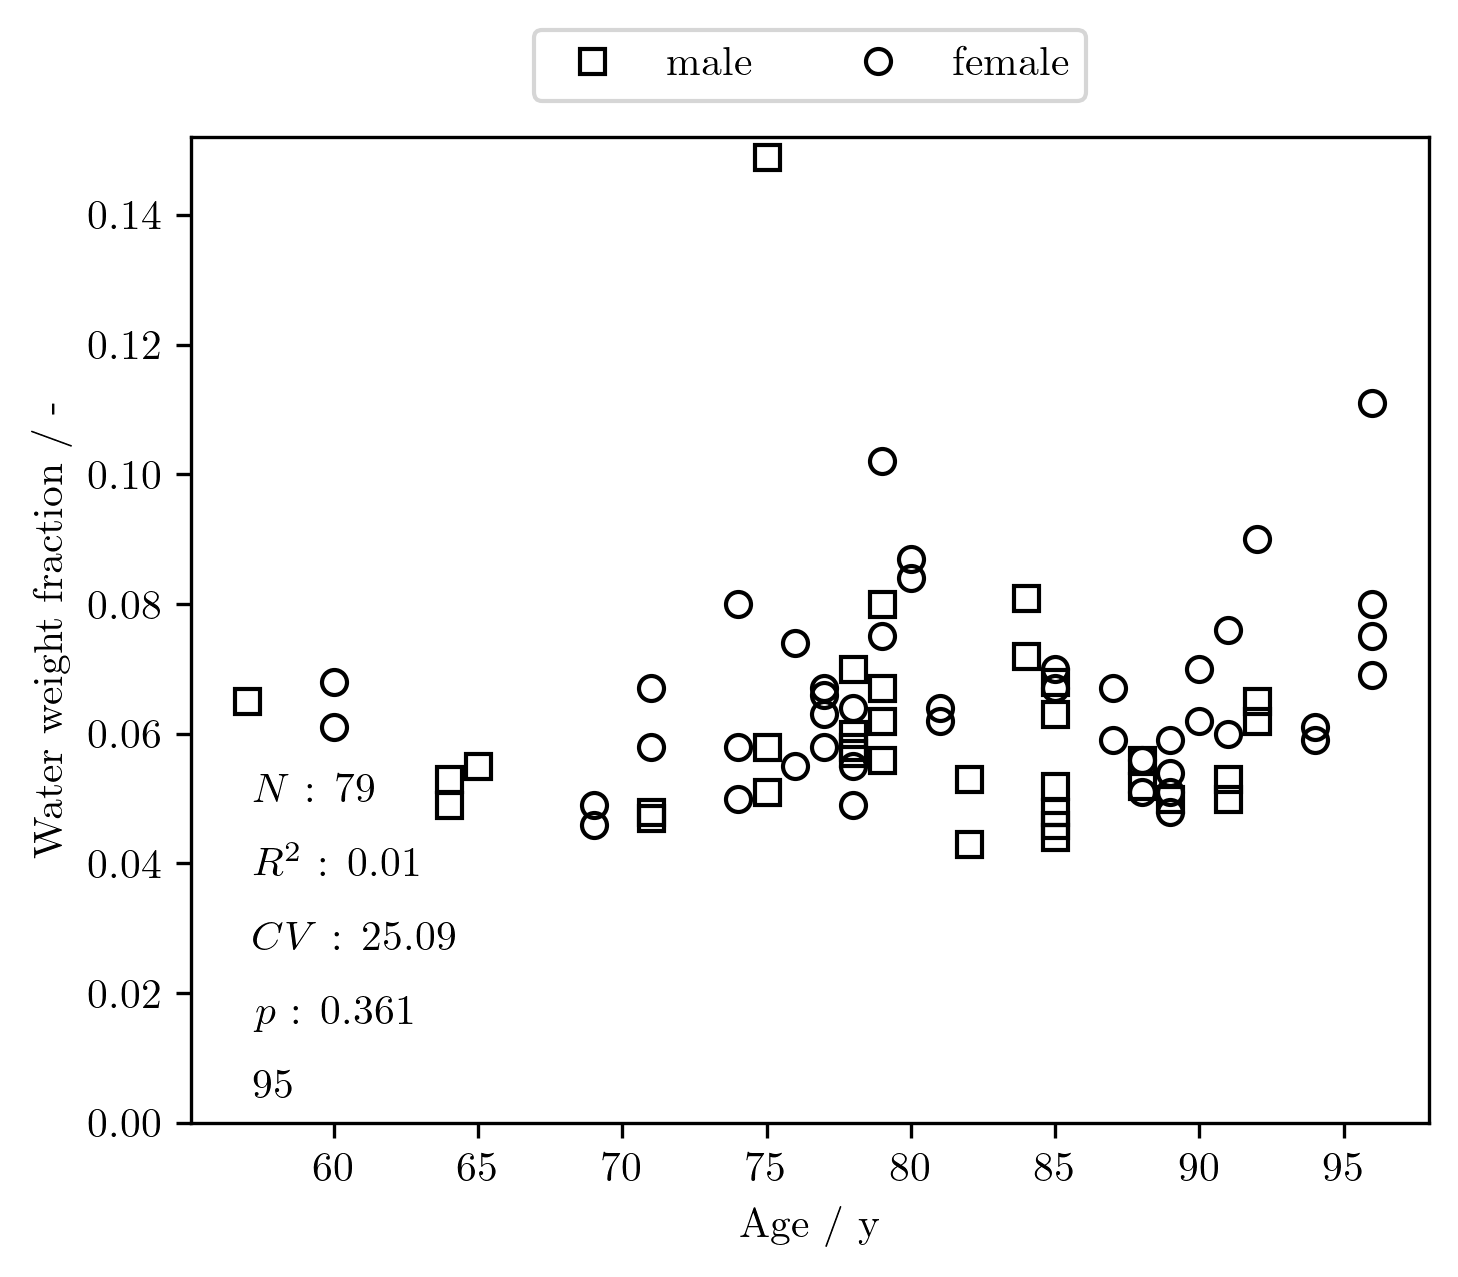 male female
0.14
0.12
0.10
0.08
0.06
0.04
0.02
0.00
Water weight fraction / -
N : 79
R² : 0.01
CV : 25.09
p : 0.361
95
60 65 70 75 80 85 90 95
Age / y